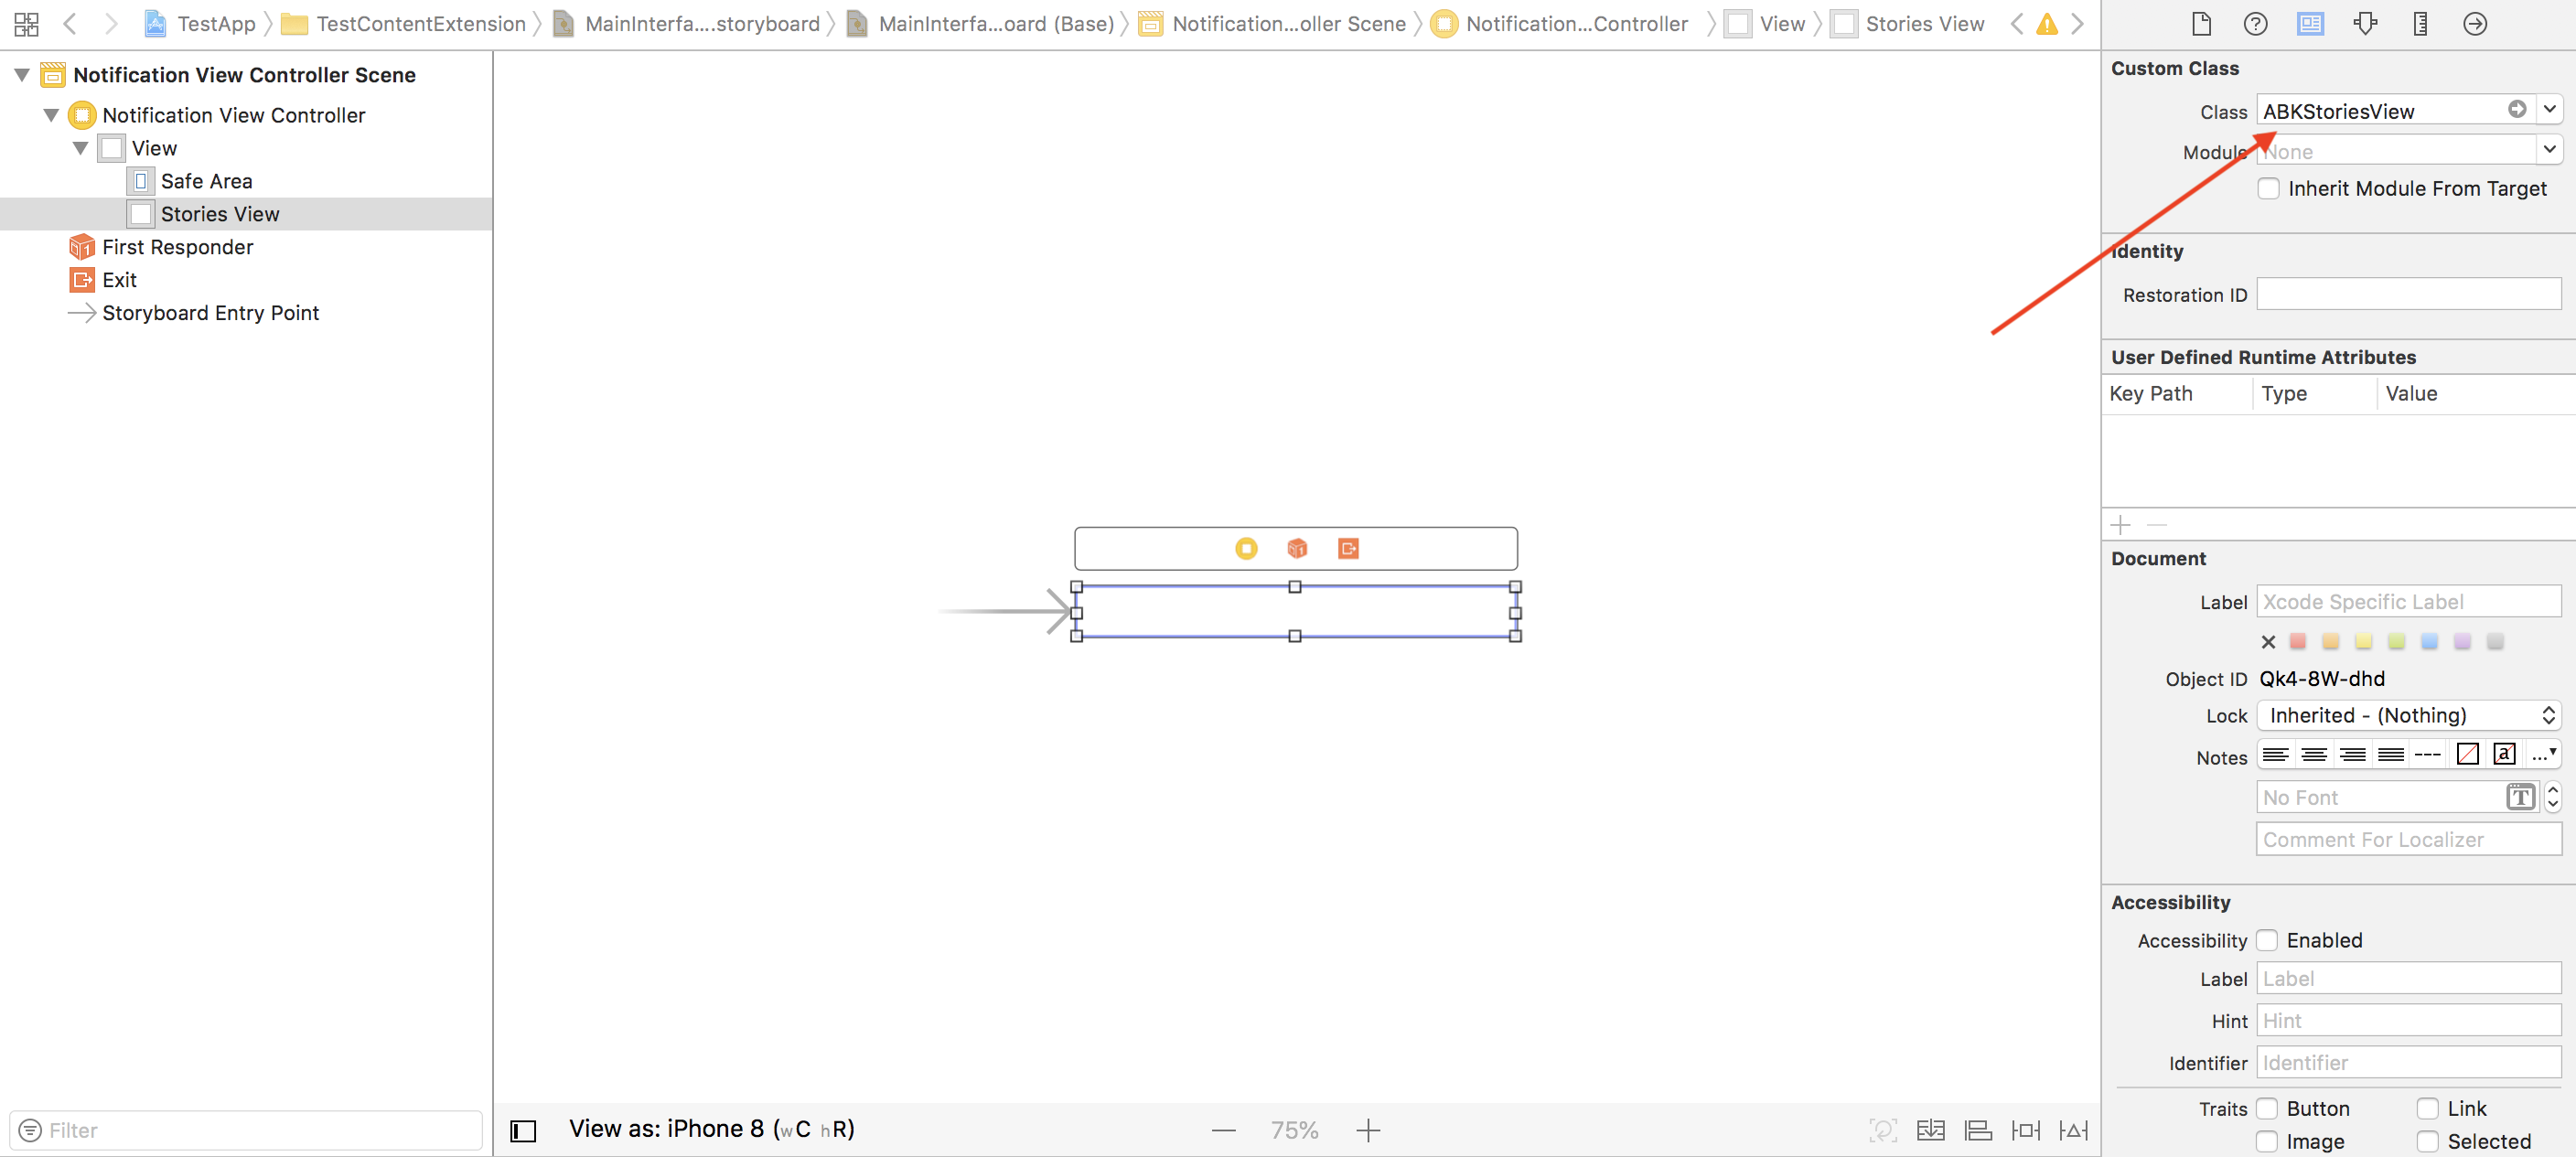 TestApp TestContentExtension MainInterfa....storyboard MainInterfa...oard (Base) Notification...oller Scene Notification...Controller View Stories View
Notification View Controller Scene
Notification View Controller
View
Safe Area
Stories View
First Responder
Exit
Storyboard Entry Point
Filter
View as: iPhone 8 (wC hR)
75%
Custom Class
Class ABKStoriesView
Module None
Inherit Module From Target
Identity
Restoration ID
User Defined Runtime Attributes
Key Path Type Value
Document
Label Xcode Specific Label
Object ID Qk4-8W-dhd
Lock Inherited - (Nothing)
Notes
No Font
Comment For Localizer
Accessibility
Accessibility Enabled
Label Label
Hint Hint
Identifier Identifier
Traits Button Link
Image Selected